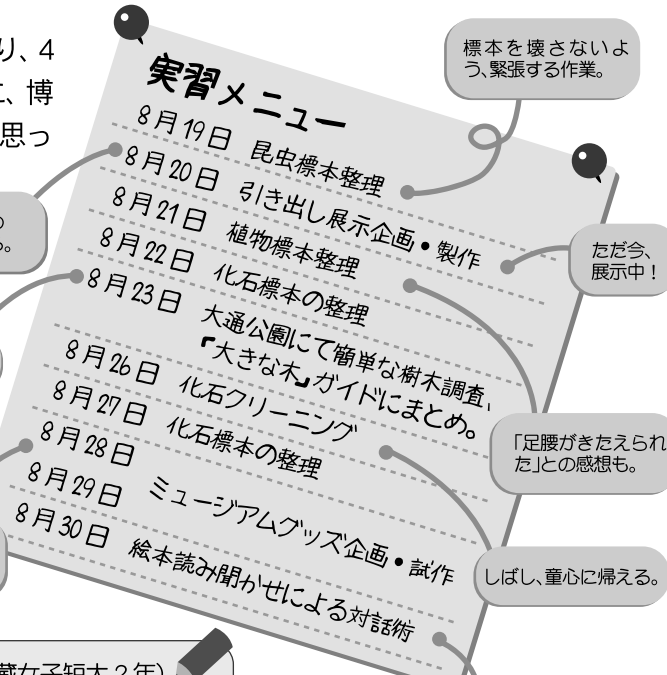 り、4
に、博
思っ
実習メニュー
8月19日 昆虫標本整理
8月20日 引き出し展示企画・製作
8月21日 植物標本整理
8月22日 化石標本の整理
8月23日 大通公園にて簡単な樹木調査、
『大きな木』ガイドにまとめ。
8月26日 化石クリーニング
8月27日 化石標本の整理
8月28日
8月29日 ミュージアムグッズ企画・試作
8月30日 絵本読み聞かせによる対話術
標本を壊さないよ
う、緊張する作業。
ただ今、
展示中！
「足腰がきたえられ
た」との感想も。
しばし、童心に帰える。
の
。
蔵女子短大２年）